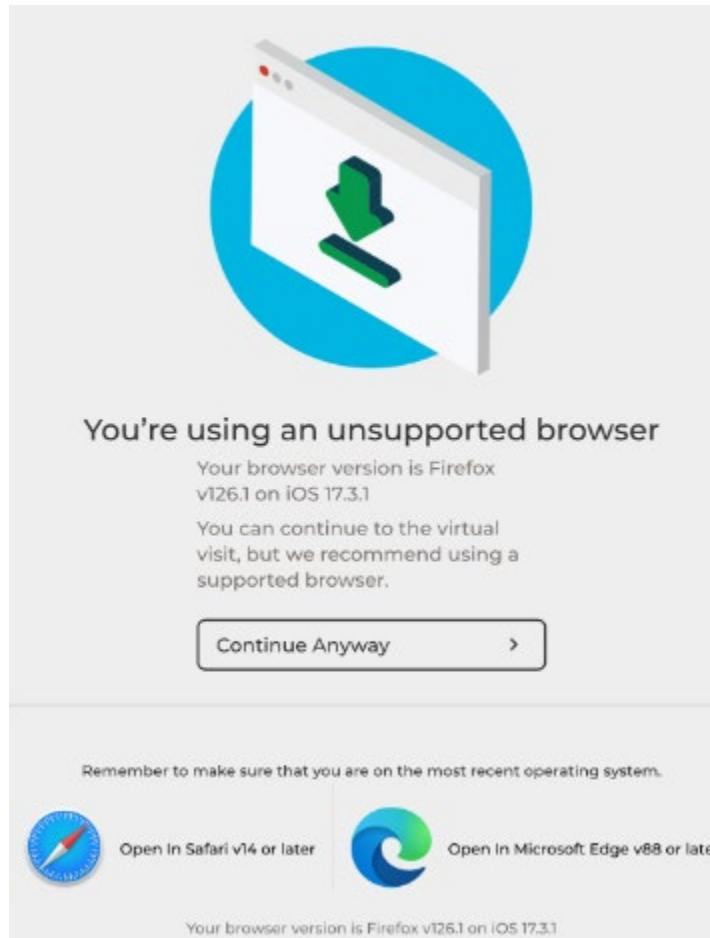 You're using an unsupported browser
Your browser version is Firefox
v126.1 on iOS 17.3.1
You can continue to the virtual
visit, but we recommend using a
supported browser.
Continue Anyway
Remember to make sure that you are on the most recent operating system.
Open In Safari v14 or later
Open In Microsoft Edge v88 or late
Your browser version is Firefox v126.1 on iOS 17.3.1